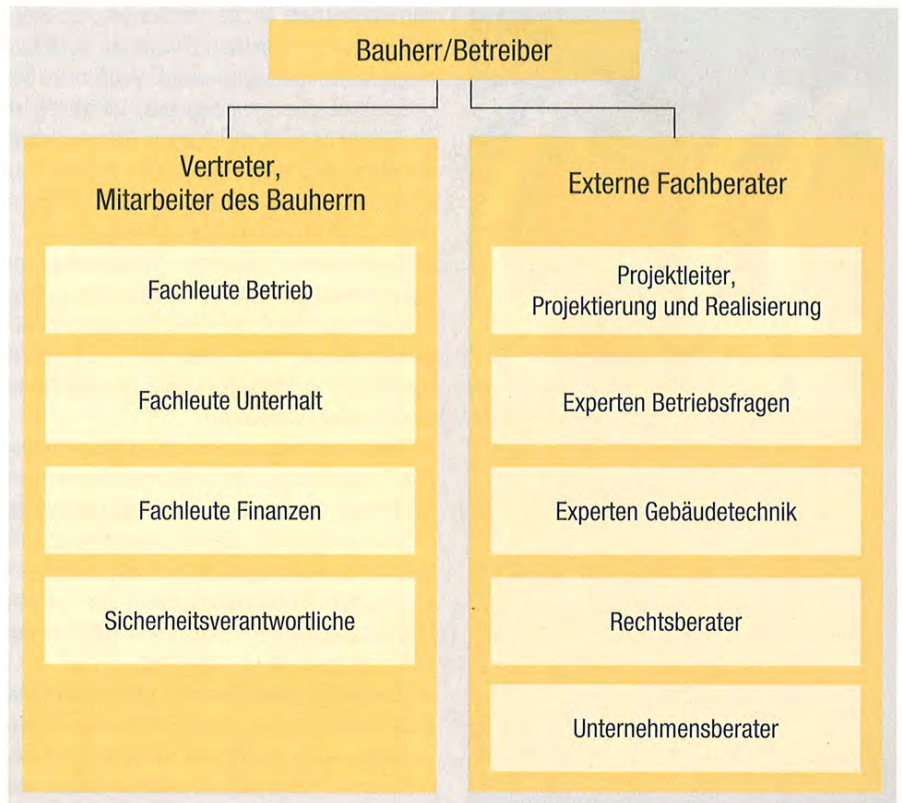 Bauherr/Betreiber
Vertreter,
Mitarbeiter des Bauherrn
Fachleute Betrieb
Fachleute Unterhalt
Fachleute Finanzen
Sicherheitsverantwortliche
Externe Fachberater
Projektleiter,
Projektierung und Realisierung
Experten Betriebsfragen
Experten Gebäudetechnik
Rechtsberater
Unternehmensberater